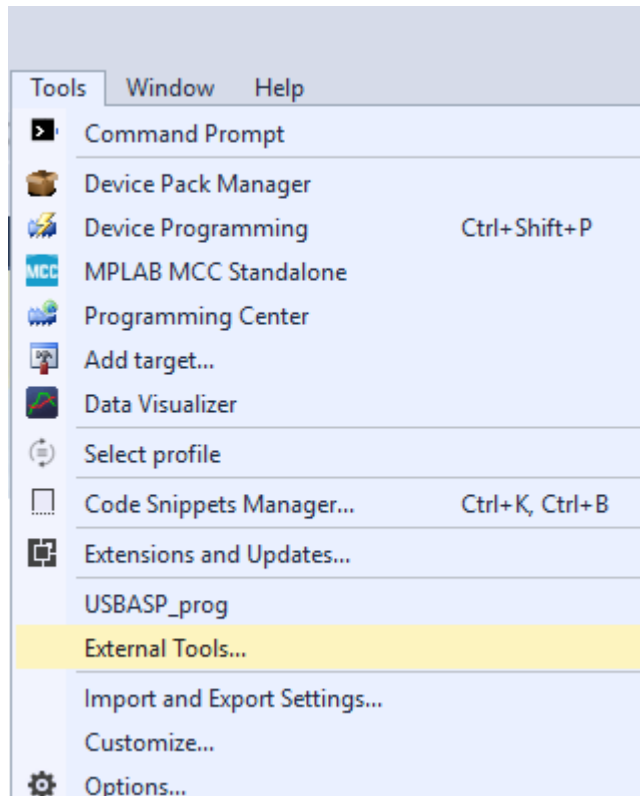 Tools Window Help
Command Prompt
Device Pack Manager
Device Programming Ctrl+Shift+P
MCC MPLAB MCC Standalone
Programming Center
Add target...
Data Visualizer
Select profile
Code Snippets Manager... Ctrl+K, Ctrl+B
Extensions and Updates...
USBASP_prog
External Tools...
Import and Export Settings...
Customize...
Options...